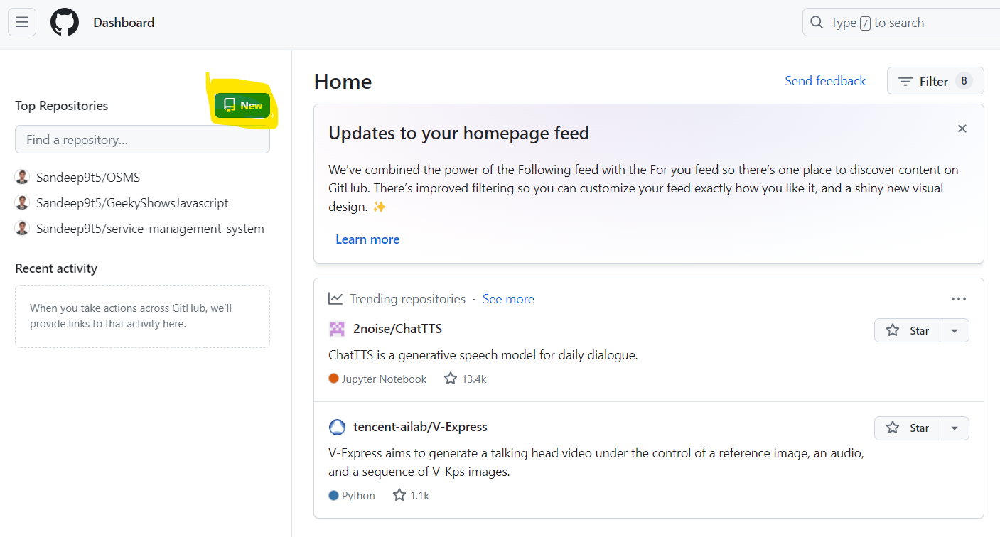 Dashboard
Type / to search
Top Repositories
New
Find a repository...
Sandeep9t5/OSMS
Sandeep9t5/GeekyShowsJavascript
Sandeep9t5/service-management-system
Recent activity
When you take actions across GitHub, we’ll
provide links to that activity here.
Home
Send feedback
Filter 8
Updates to your homepage feed
We've combined the power of the Following feed with the For you feed so there’s one place to discover content on
GitHub. There’s improved filtering so you can customize your feed exactly how you like it, and a shiny new visual
design. ✨
Learn more
Trending repositories · See more
2noise/ChatTTS
Star
ChatTTS is a generative speech model for daily dialogue.
Jupyter Notebook 13.4k
tencent-ailab/V-Express
Star
V-Express aims to generate a talking head video under the control of a reference image, an audio,
and a sequence of V-Kps images.
Python 1.1k